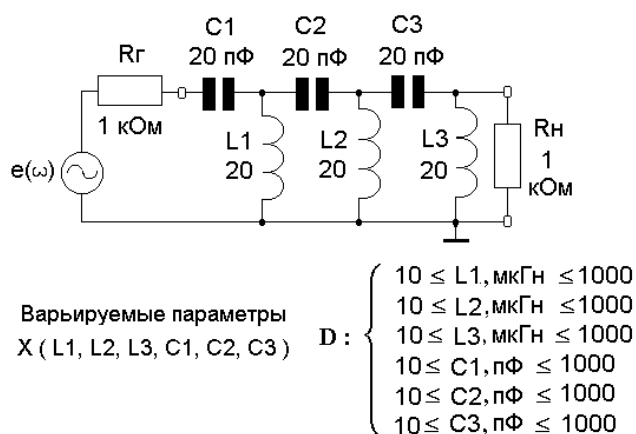 C1 C2 C3
20 пФ 20 пФ 20 пФ
Rг
1 кОм
L1 L2 L3
20 20 20
Rн
1
кОм
e(ω)
Варьируемые параметры
X ( L1, L2, L3, C1, C2, C3 )
D :
10 ≤ L1, мкГн ≤1000
10 ≤ L2, мкГн ≤1000
10 ≤ L3, мкГн ≤1000
10 ≤ C1, пФ ≤ 1000
10 ≤ C2, пФ ≤ 1000
10 ≤ C3, пФ ≤ 1000